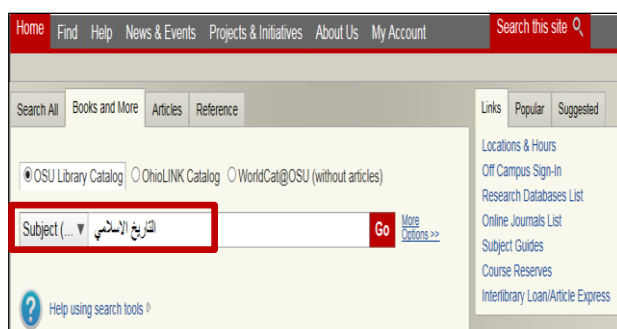 Home Find Help News & Events Projects & Initiatives About Us My Account Search this site
Search All Books and More Articles Reference
Links Popular Suggested
OSU Library Catalog OhioLINK Catalog WorldCat@OSU (without articles)
Subject (... التاريخ الاسلامي Go More Options >>
Help using search tools
Locations & Hours
Off Campus Sign-In
Research Databases List
Online Journals List
Subject Guides
Course Reserves
Interlibrary Loan/Article Express